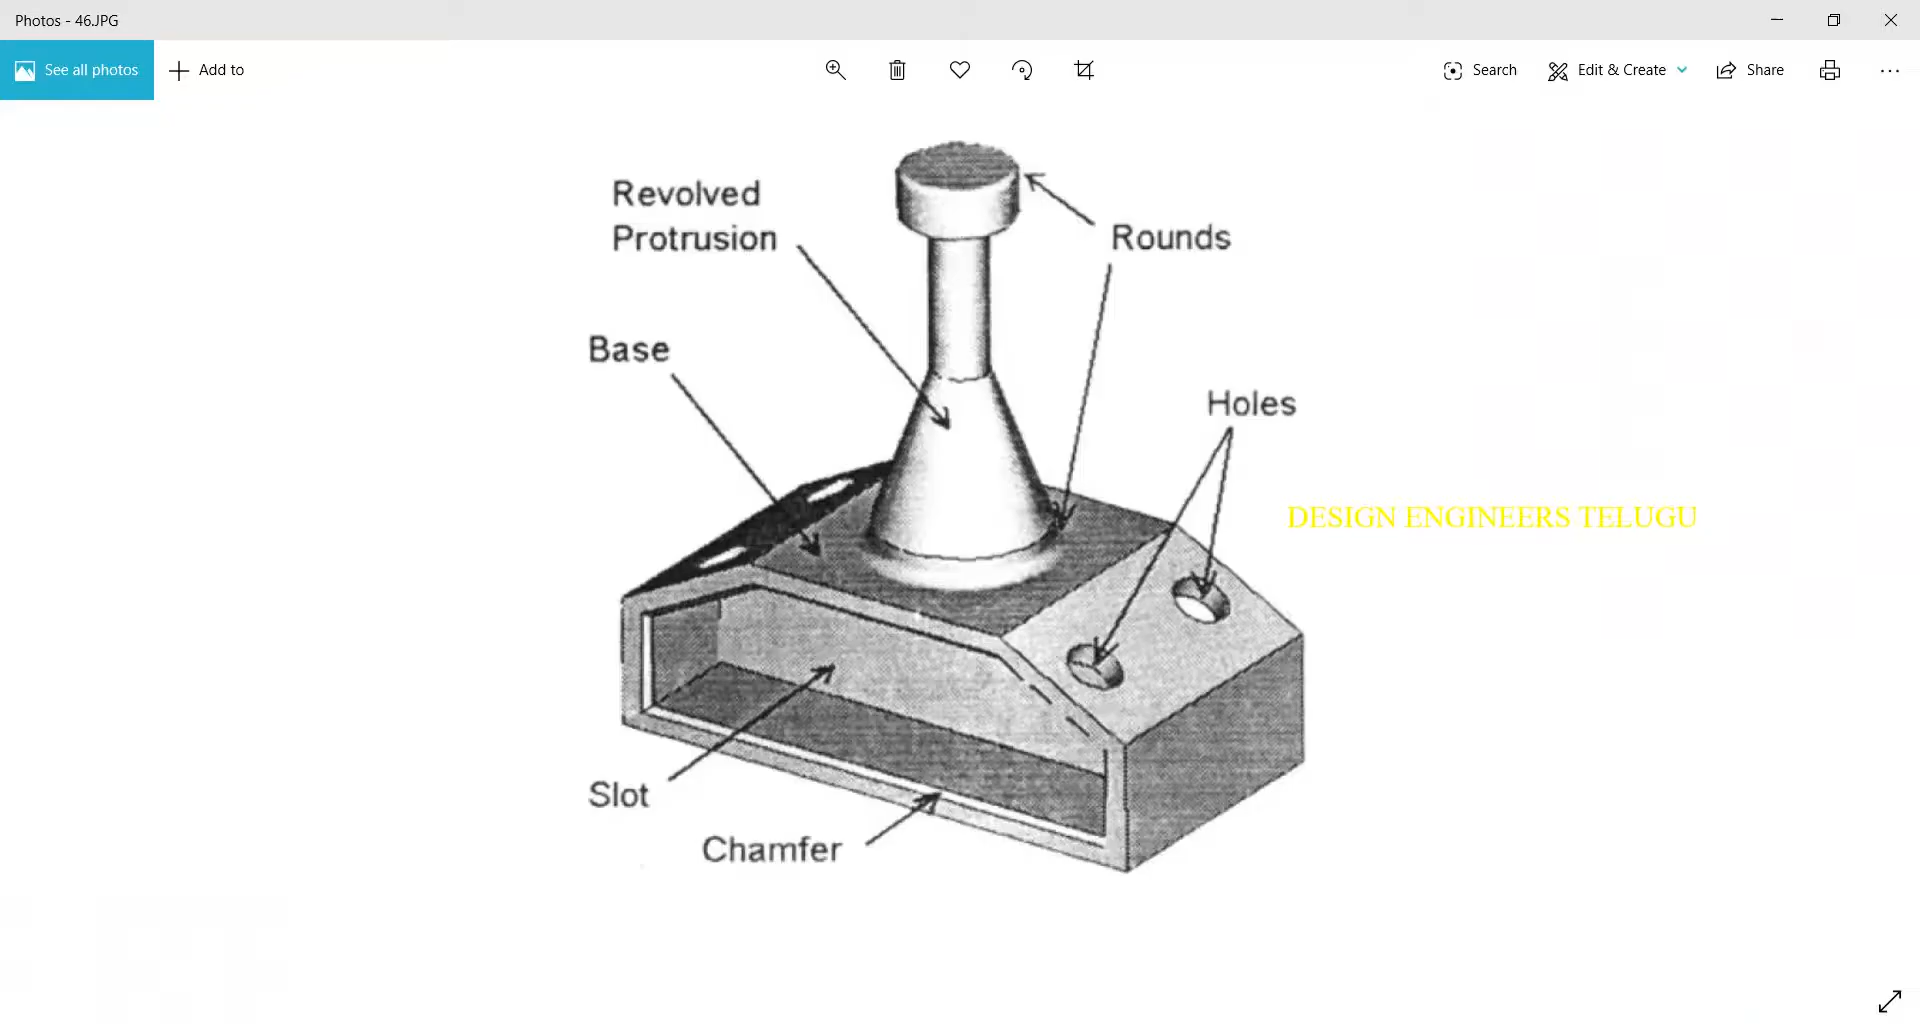 Photos - 46.JPG
See all photos
Add to
Search
Edit & Create
Share
Revolved
Protrusion
Rounds
Base
Holes
DESIGN ENGINEERS TELUGU
Slot
Chamfer